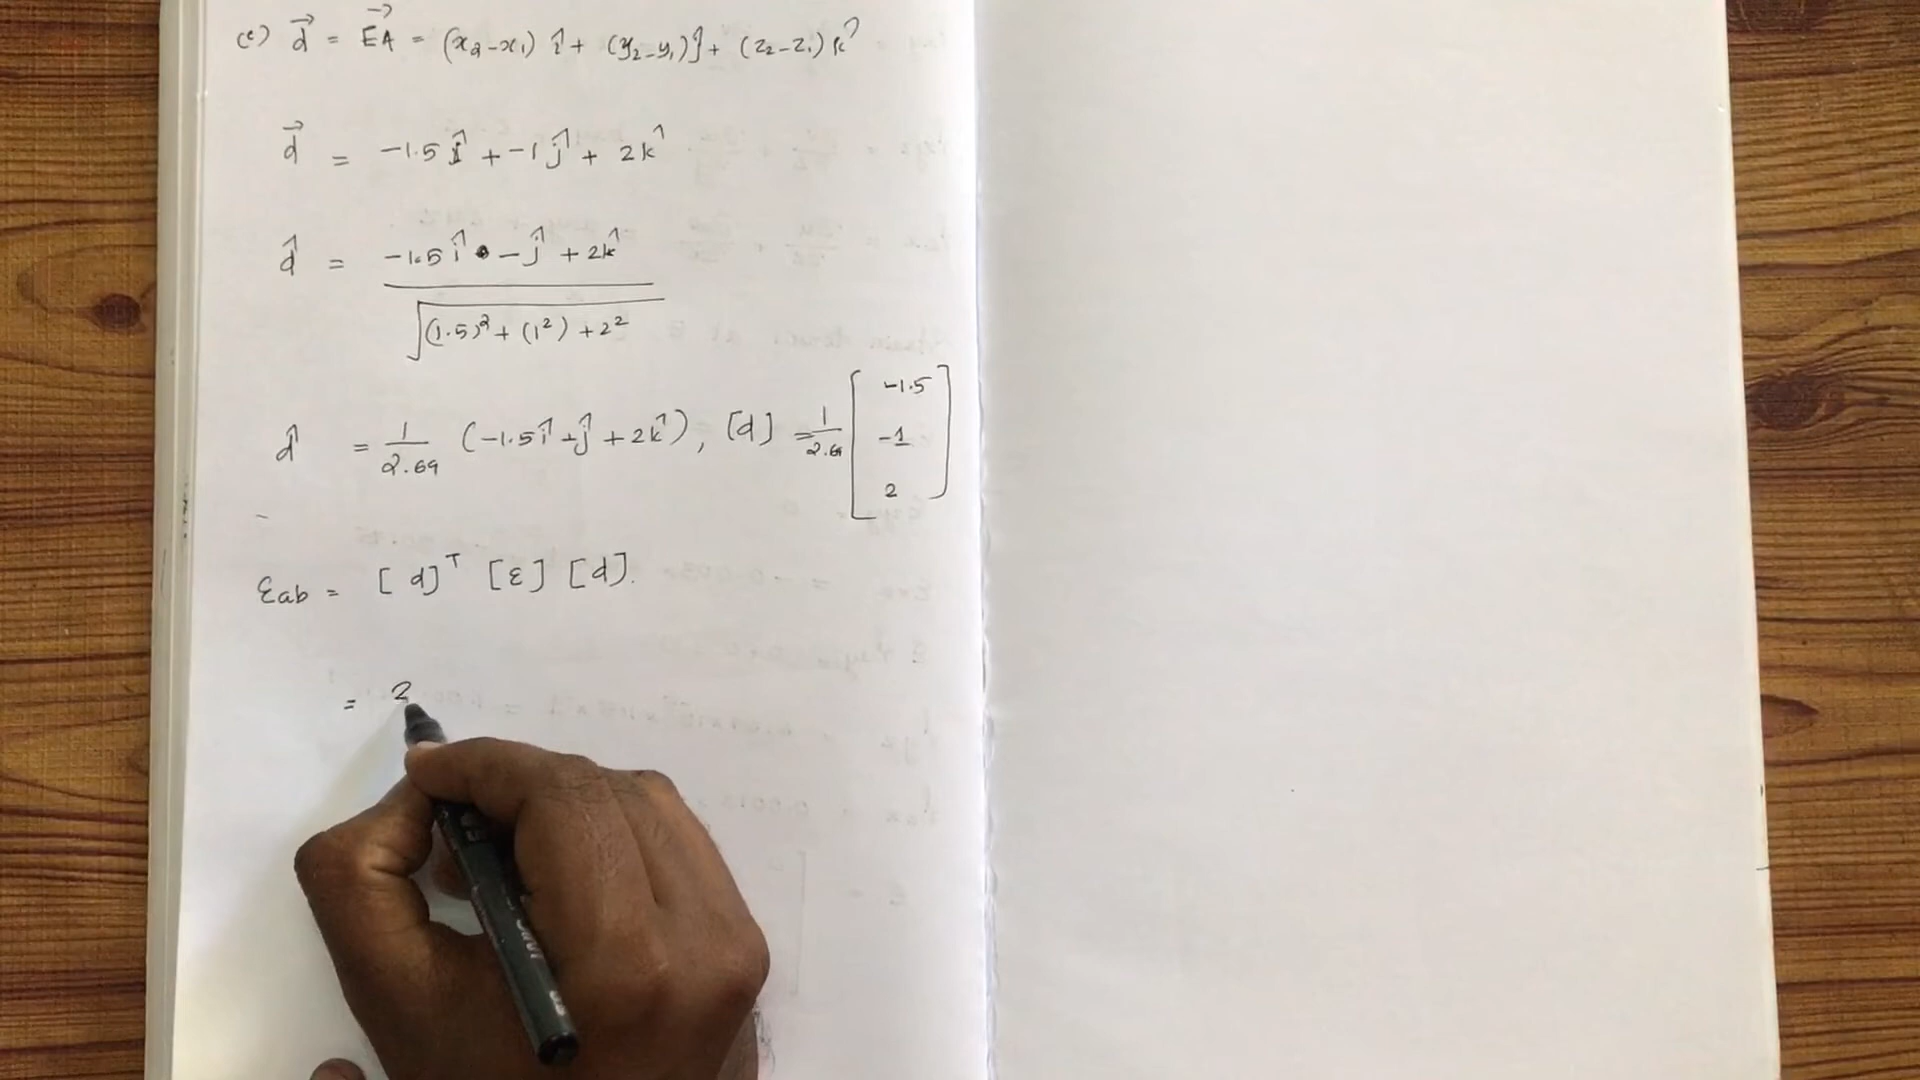 (c) d⃗ = E⃗A = (x₂-x₁) î + (y₂-y₁)ĵ + (z₂-z₁) k̂
d⃗ = -1.5 î + -1 ĵ + 2k̂
d̂ = -1.5 î - ĵ + 2k̂
√(1.5)² + (1²) + 2²
d̂ = 1/2.69 (-1.5î - ĵ + 2k̂), [d] = 1/2.69 [-1.5
-1
2]
εab = [d]ᵀ [ε] [d].
= 2